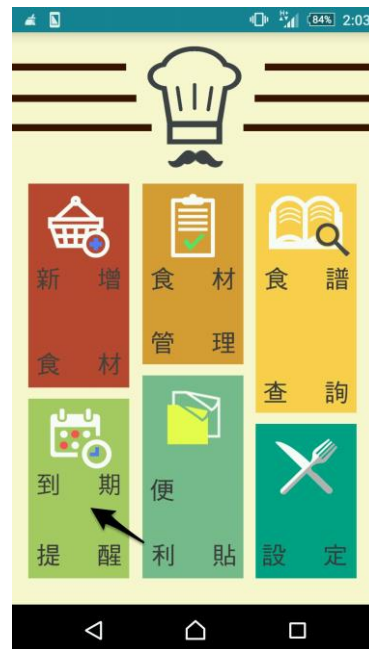 84% 2:03
新增
食材
食材
管理
食譜
查詢
到期
提醒
便
利貼
設定